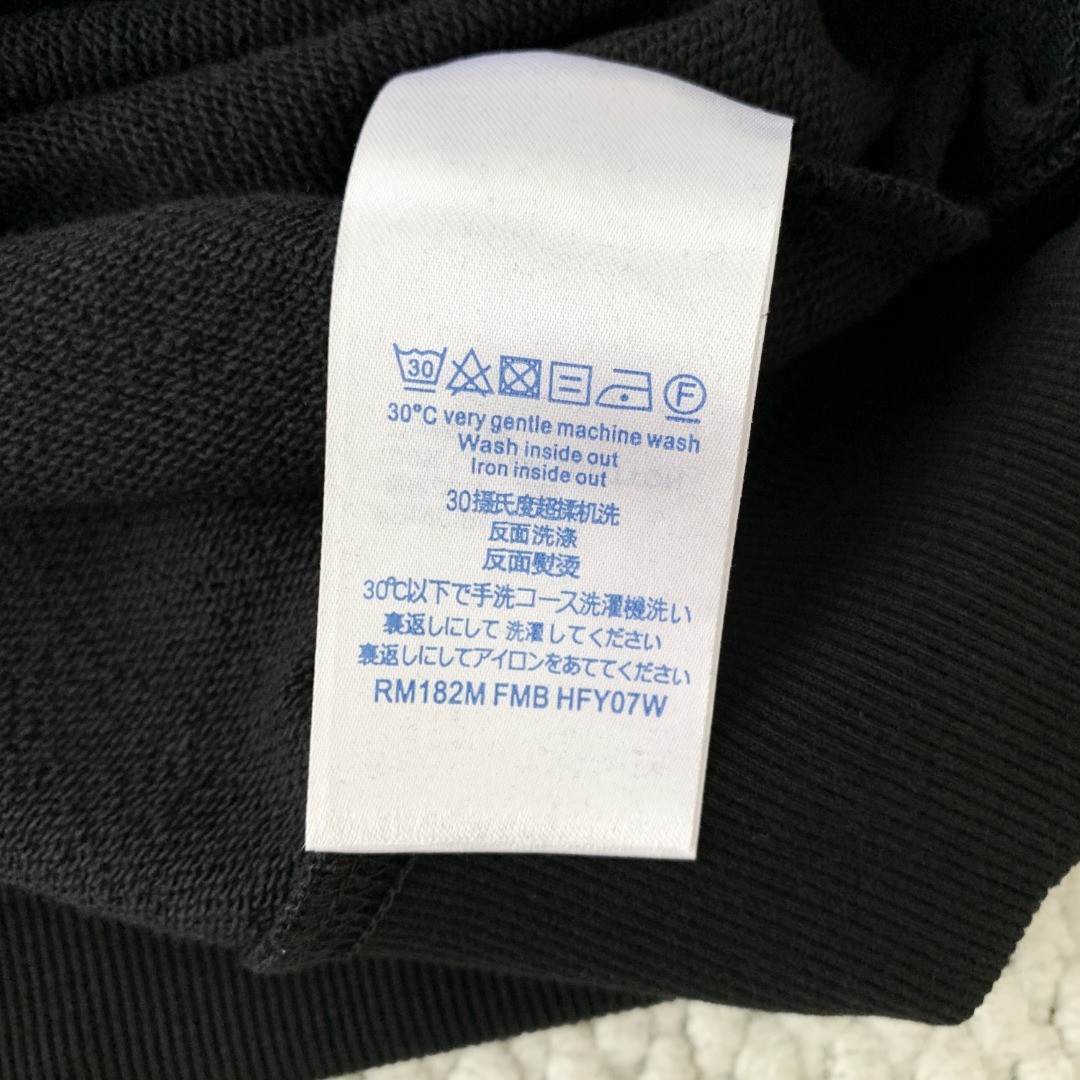 30 F
30°C very gentle machine wash
Wash inside out
Iron inside out
30摄氏度超揉机洗
反面洗涤
反面熨烫
30℃以下で手洗コース洗濯機洗い
裏返しにして 洗濯してください
裏返しにしてアイロンをあててください
RM182M FMB HFY07W